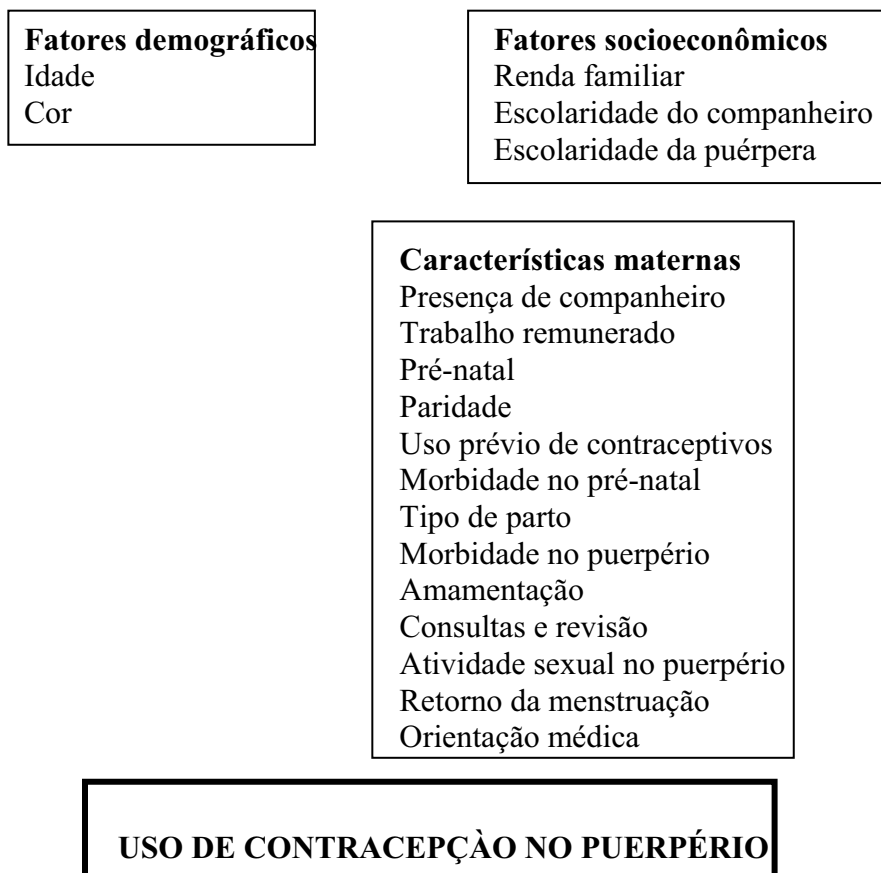 Fatores demográficos
Idade
Cor
Fatores socioeconômicos
Renda familiar
Escolaridade do companheiro
Escolaridade da puérpera
Características maternas
Presença de companheiro
Trabalho remunerado
Pré-natal
Paridade
Uso prévio de contraceptivos
Morbidade no pré-natal
Tipo de parto
Morbidade no puerpério
Amamentação
Consultas e revisão
Atividade sexual no puerpério
Retorno da menstruação
Orientação médica
USO DE CONTRACEPÇÀO NO PUERPÉRIO